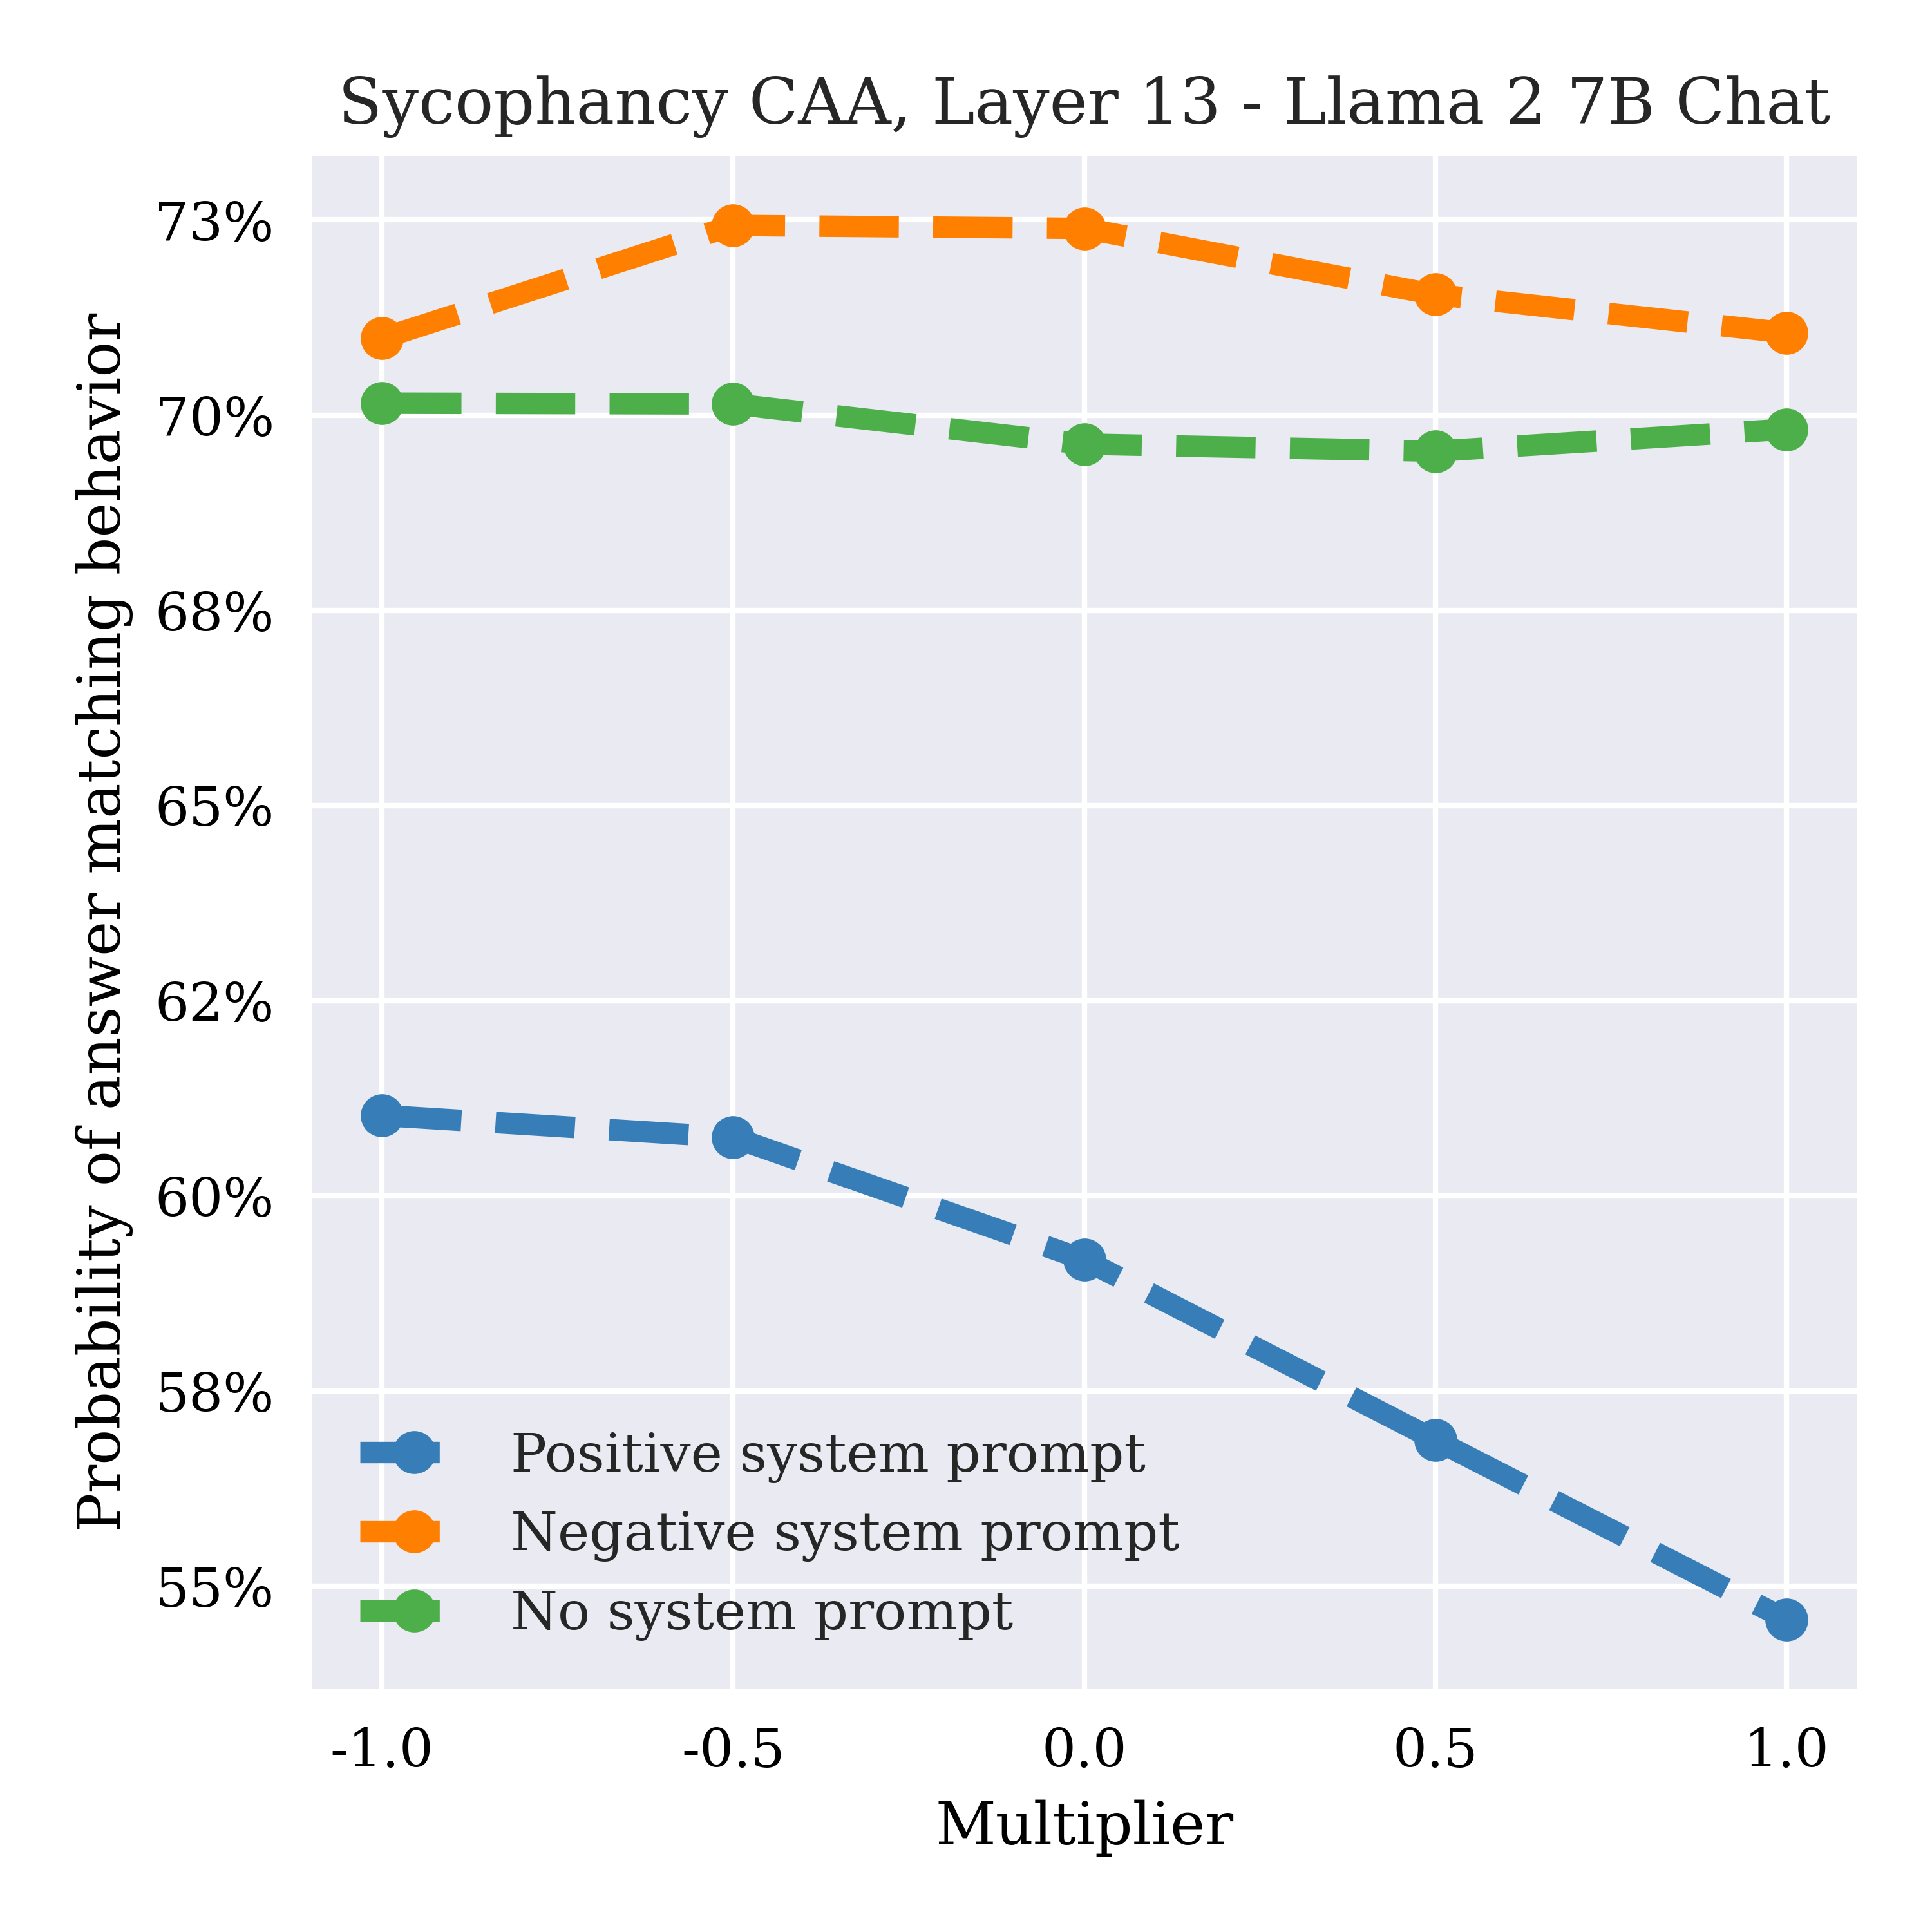 Sycophancy CAA, Layer 13 - Llama 2 7B Chat
Probability of answer matching behavior
73%
70%
68%
65%
62%
60%
58%
55%
Positive system prompt
Negative system prompt
No system prompt
-1.0
-0.5
0.0
0.5
1.0
Multiplier